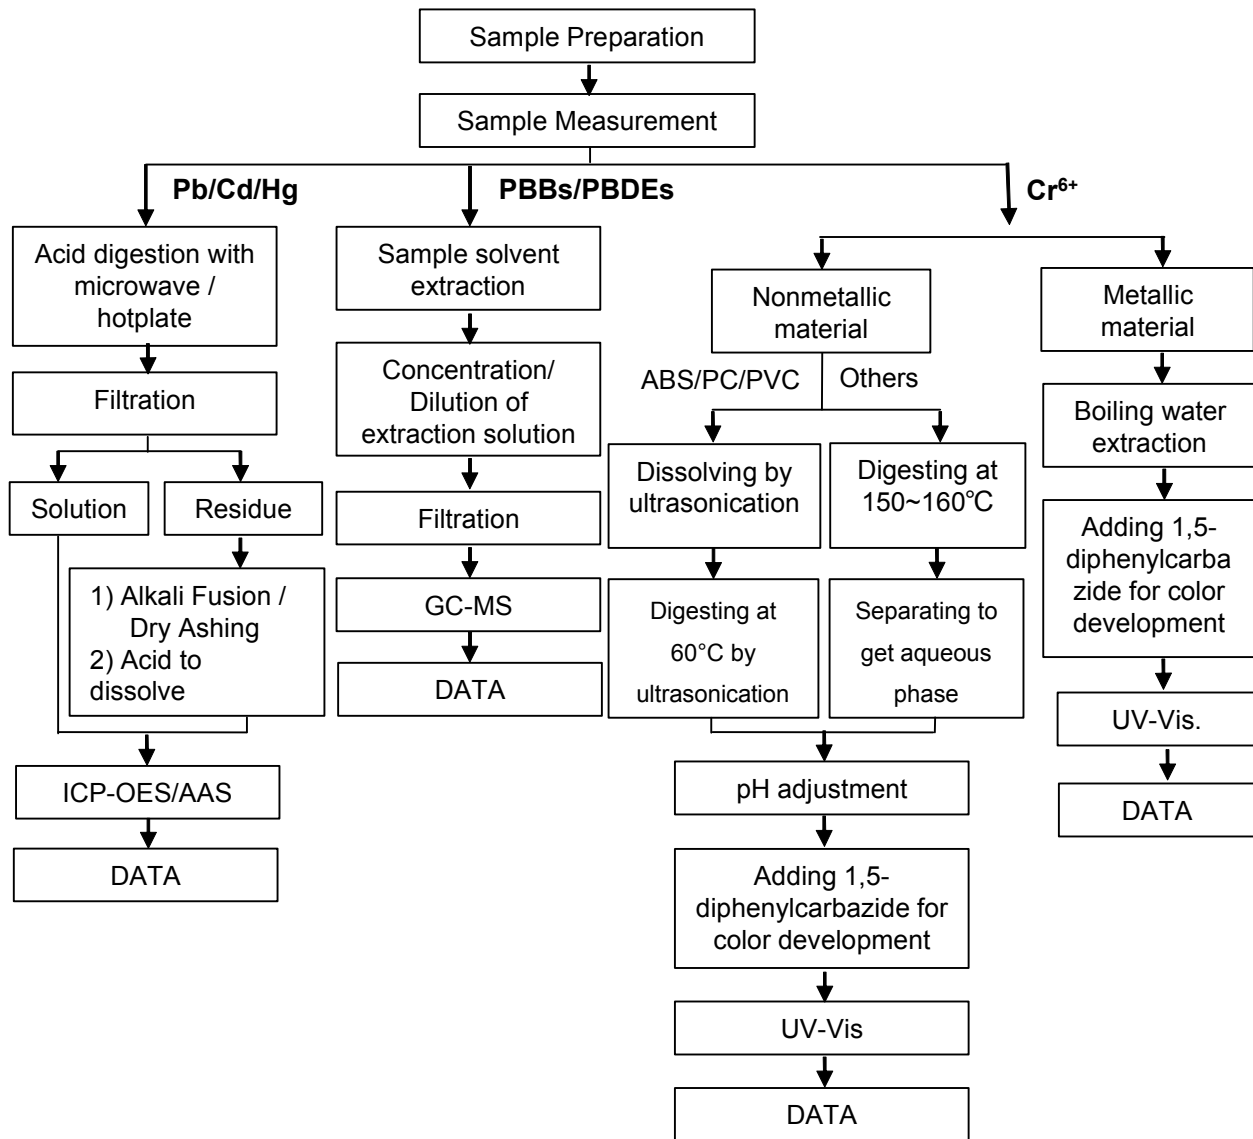 Sample Preparation
Sample Measurement
Pb/Cd/Hg
PBBs/PBDEs
Cr⁶⁺
Acid digestion with
microwave /
hotplate
Filtration
Solution
Residue
1) Alkali Fusion /
Dry Ashing
2) Acid to
dissolve
ICP-OES/AAS
DATA
Sample solvent
extraction
Concentration/
Dilution of
extraction solution
Filtration
GC-MS
DATA
Nonmetallic
material
ABS/PC/PVC
Others
Dissolving by
ultrasonication
Digesting at
60°C by
ultrasonication
Digesting at
150~160℃
Separating to
get aqueous
phase
pH adjustment
Adding 1,5-
diphenylcarbazide for
color development
UV-Vis
DATA
Metallic
material
Boiling water
extraction
Adding 1,5-
diphenylcarba
zide for color
development
UV-Vis.
DATA